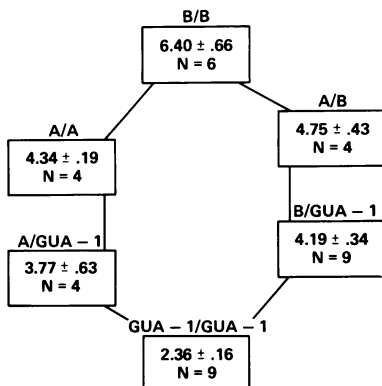 B/B
6.40 ± .66
N = 6
A/B
4.75 ± .43
N = 4
A/A
4.34 ± .19
N = 4
B/GUA – 1
4.19 ± .34
N = 9
A/GUA – 1
3.77 ± .63
N = 4
GUA – 1/GUA – 1
2.36 ± .16
N = 9